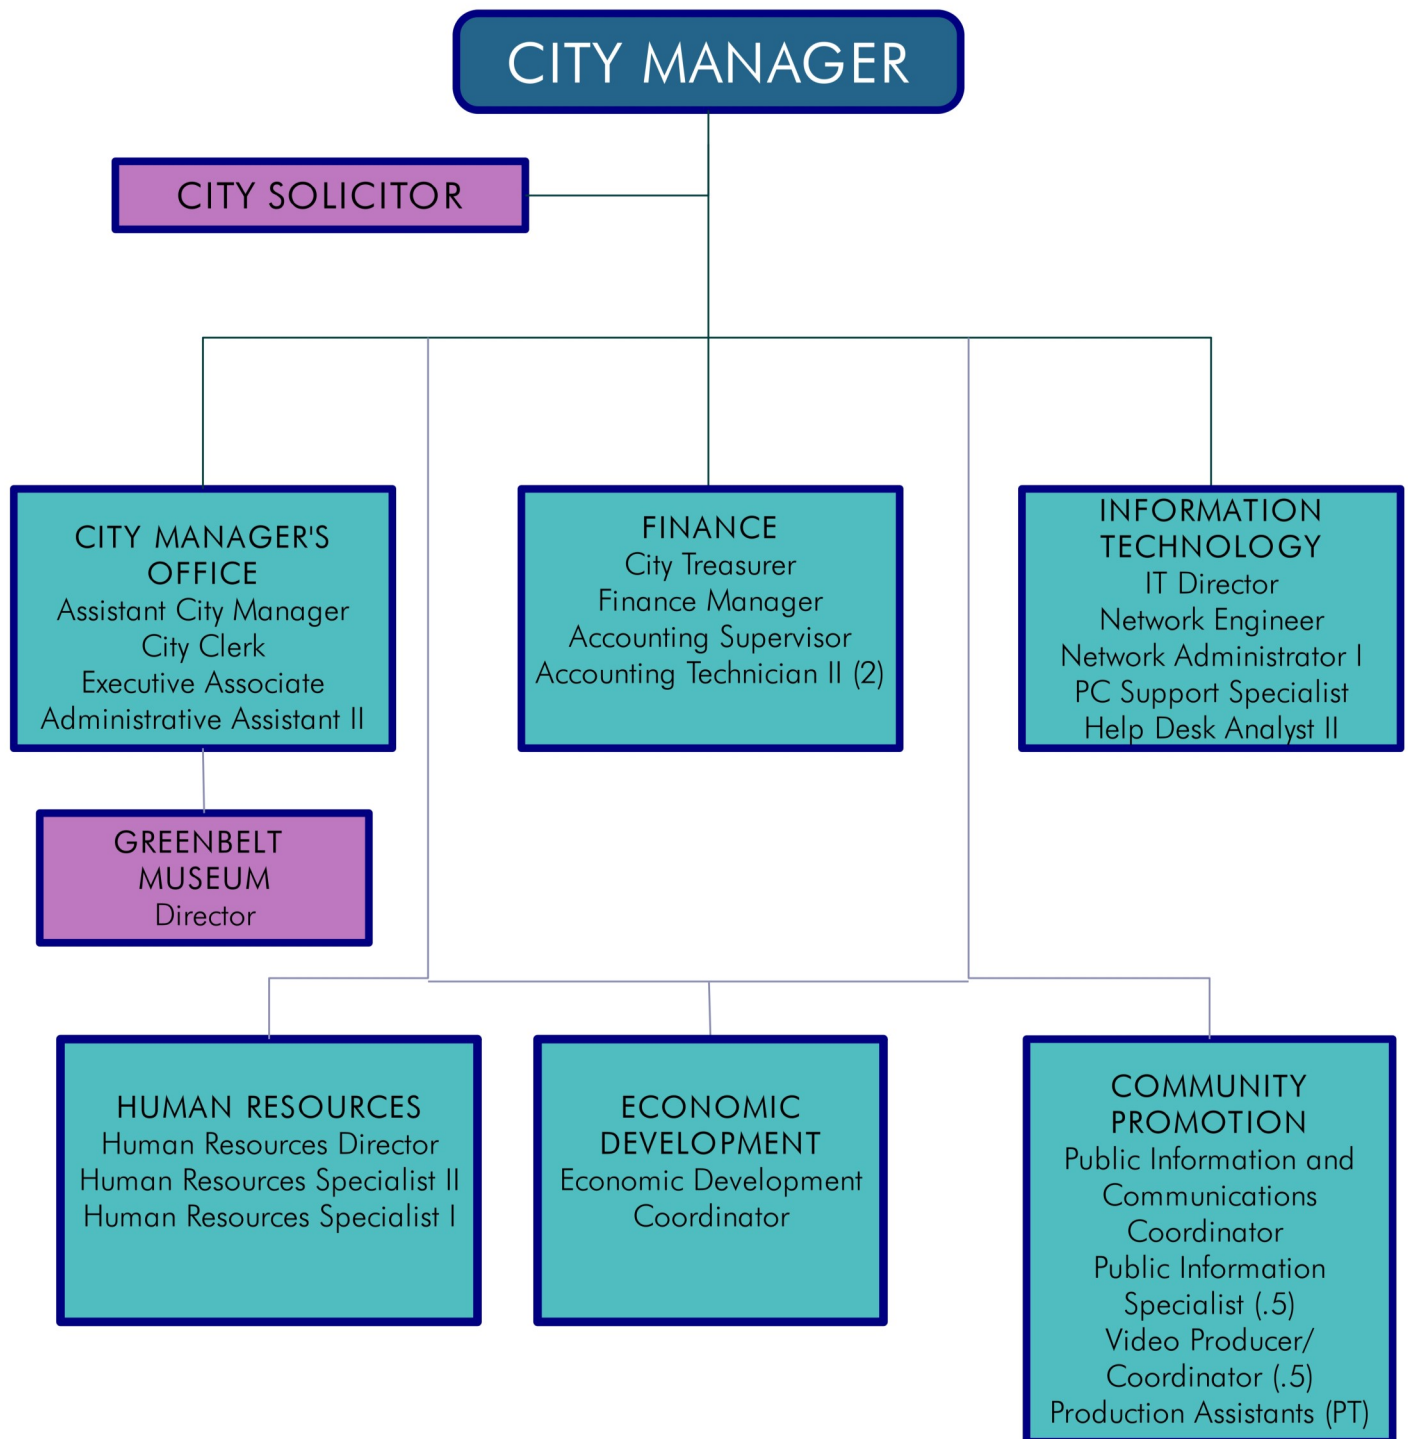 CITY MANAGER
CITY SOLICITOR
CITY MANAGER'S
OFFICE
Assistant City Manager
City Clerk
Executive Associate
Administrative Assistant II
FINANCE
City Treasurer
Finance Manager
Accounting Supervisor
Accounting Technician II (2)
INFORMATION
TECHNOLOGY
IT Director
Network Engineer
Network Administrator I
PC Support Specialist
Help Desk Analyst II
GREENBELT
MUSEUM
Director
HUMAN RESOURCES
Human Resources Director
Human Resources Specialist II
Human Resources Specialist I
ECONOMIC
DEVELOPMENT
Economic Development
Coordinator
COMMUNITY
PROMOTION
Public Information and
Communications
Coordinator
Public Information
Specialist (.5)
Video Producer/
Coordinator (.5)
Production Assistants (PT)